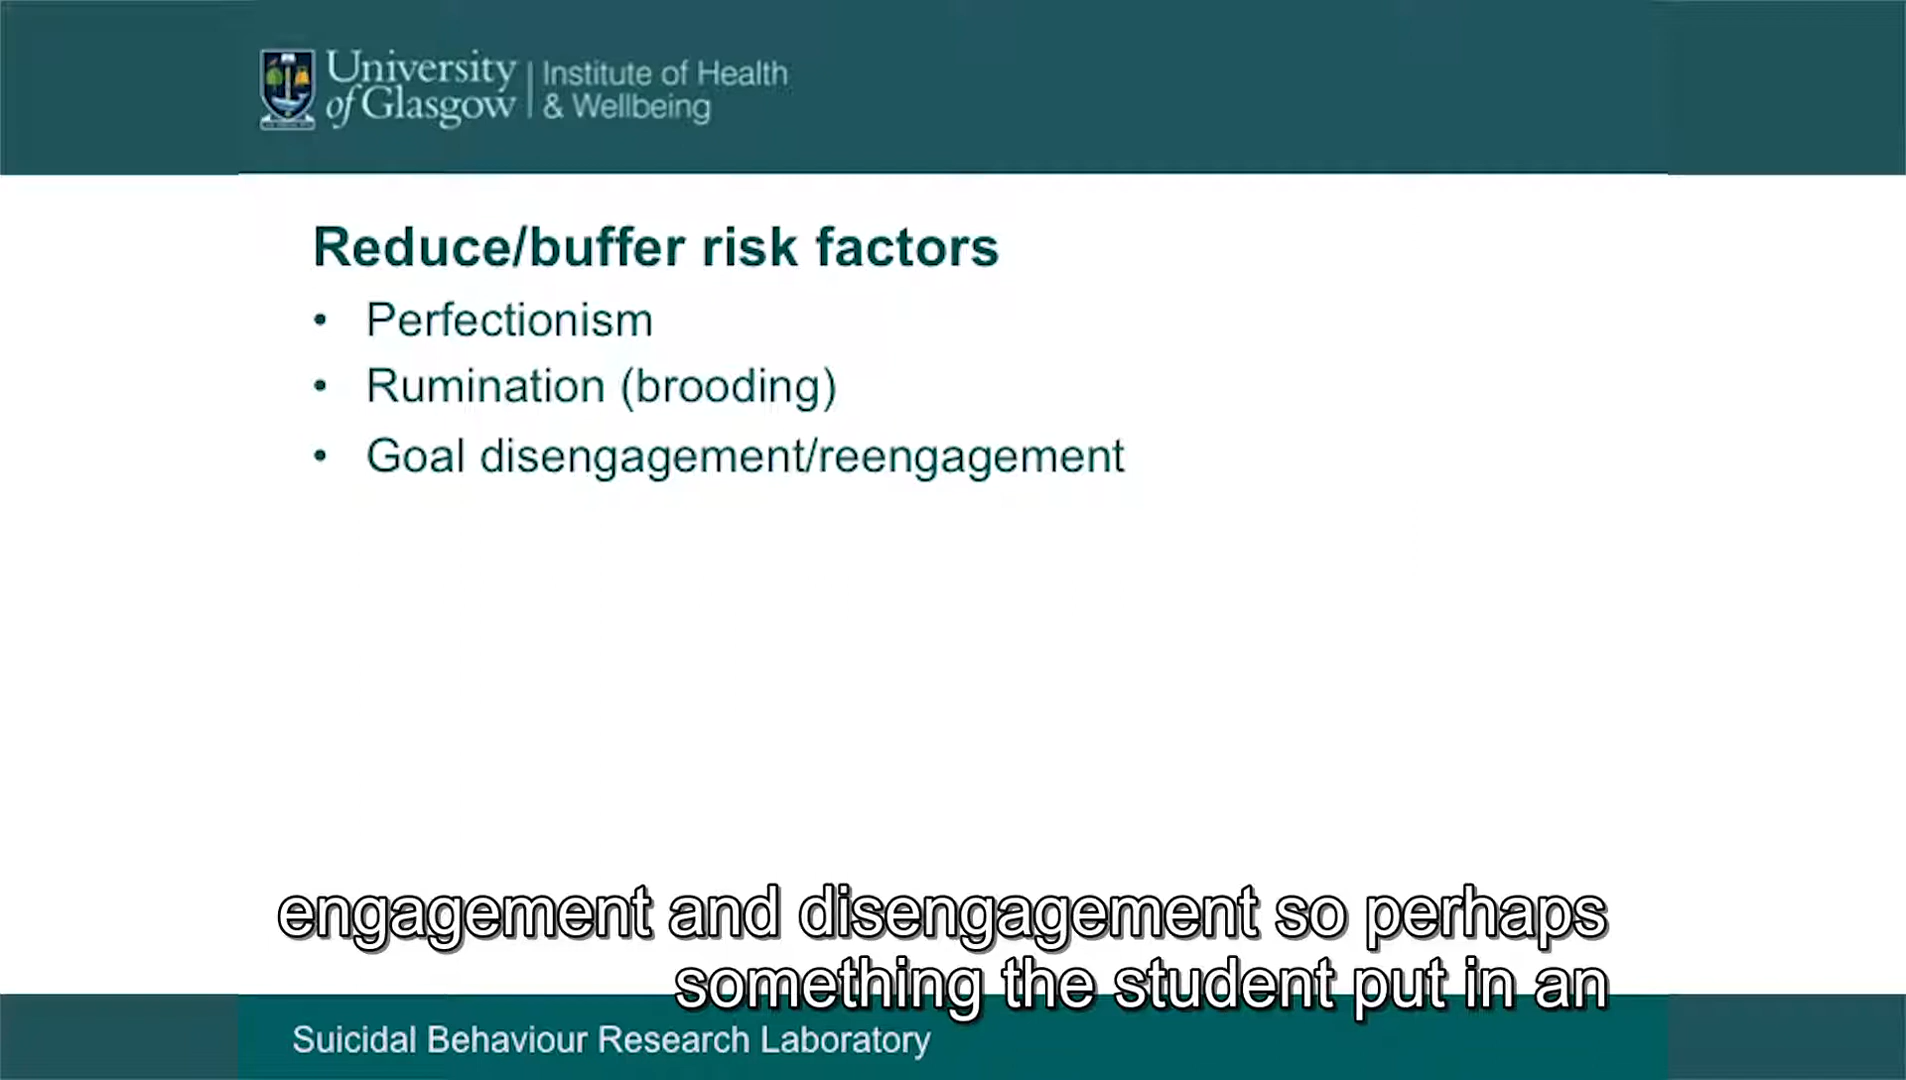 University
of Glasgow
Institute of Health
& Wellbeing
Reduce/buffer risk factors
• Perfectionism
• Rumination (brooding)
• Goal disengagement/reengagement
engagement and disengagement so perhaps
something the student put in an
Suicidal Behaviour Research Laboratory